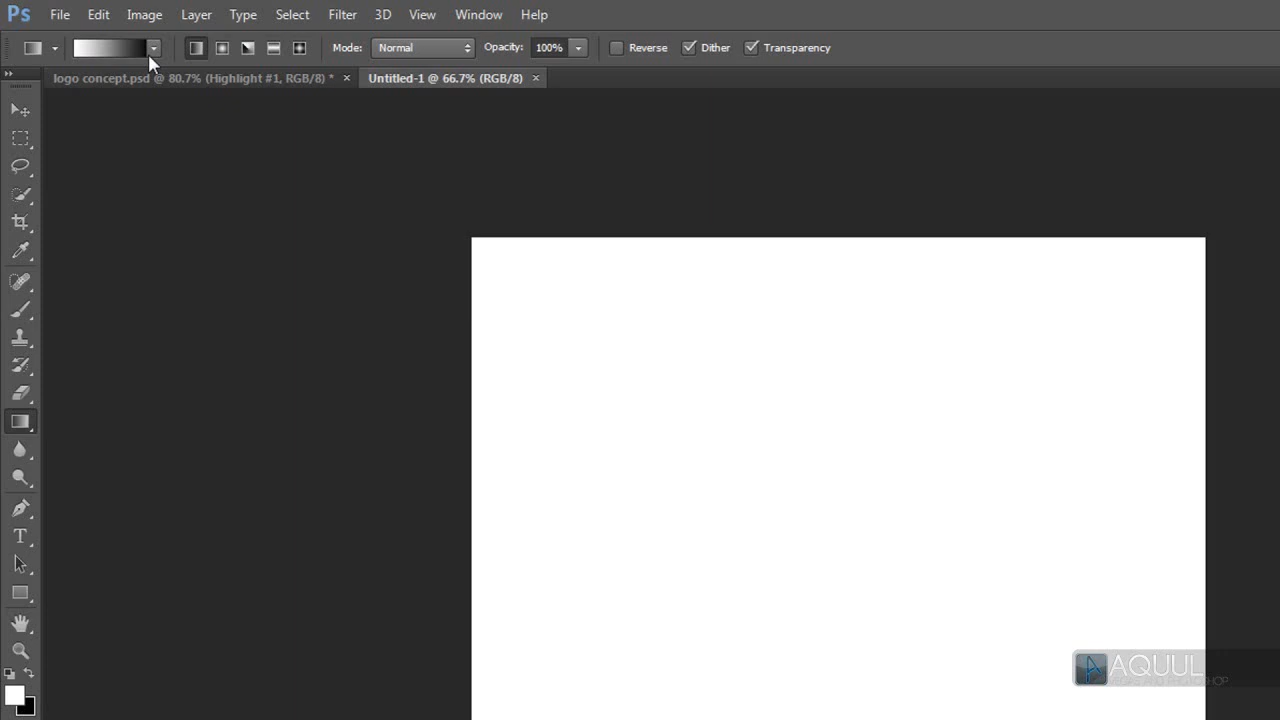 Ps File Edit Image Layer Type Select Filter 3D View Window Help
Mode: Normal Opacity: 100% Reverse Dither Transparency
logo concept.psd @ 80.7% (Highlight #1, RGB/8) * × Untitled-1 @ 66.7% (RGB/8) ×
T
AQUUL